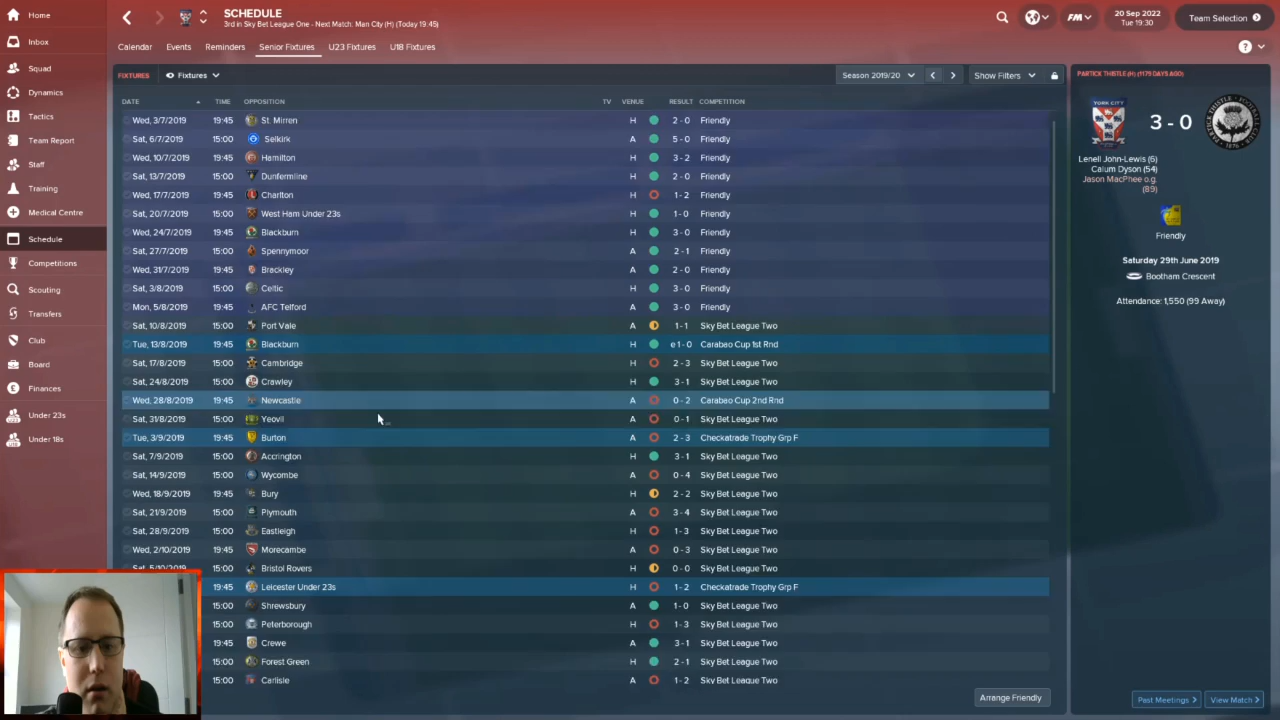 Home
Inbox
Squad
Dynamics
Tactics
Team Report
Staff
Training
Medical Centre
Schedule
Competitions
Scouting
Transfers
Club
Board
Finances
Under 23s
Under 18s
SCHEDULE
3rd in Sky Bet League One - Next Match: Man City (H) (Today 19:45)
FM
20 Sep 2022
Tue 19:30
Team Selection
Calendar Events Reminders Senior Fixtures U23 Fixtures U18 Fixtures
?
FIXTURES Fixtures Season 2019/20 Show Filters
DATE TIME OPPOSITION TV VENUE RESULT COMPETITION
Wed, 3/7/2019 19:45 St. Mirren H 2 - 0 Friendly
Sat, 6/7/2019 15:00 Selkirk A 5 - 0 Friendly
Wed, 10/7/2019 19:45 Hamilton H 3 - 2 Friendly
Sat, 13/7/2019 15:00 Dunfermline H 2 - 0 Friendly
Wed, 17/7/2019 19:45 Charlton H 1 - 2 Friendly
Sat, 20/7/2019 15:00 West Ham Under 23s H 1 - 0 Friendly
Wed, 24/7/2019 19:45 Blackburn H 3 - 0 Friendly
Sat, 27/7/2019 15:00 Spennymoor A 2 - 1 Friendly
Wed, 31/7/2019 19:45 Brackley A 2 - 0 Friendly
Sat, 3/8/2019 15:00 Celtic H 3 - 0 Friendly
Mon, 5/8/2019 19:45 AFC Telford A 3 - 0 Friendly
Sat, 10/8/2019 15:00 Port Vale A 1 - 1 Sky Bet League Two
Tue, 13/8/2019 19:45 Blackburn H e 1 - 0 Carabao Cup 1st Rnd
Sat, 17/8/2019 15:00 Cambridge H 2 - 3 Sky Bet League Two
Sat, 24/8/2019 15:00 Crawley H 3 - 1 Sky Bet League Two
Wed, 28/8/2019 19:45 Newcastle A 0 - 2 Carabao Cup 2nd Rnd
Sat, 31/8/2019 15:00 Yeovil A 0 - 1 Sky Bet League Two
Tue, 3/9/2019 19:45 Burton A 2 - 3 Checkatrade Trophy Grp F
Sat, 7/9/2019 15:00 Accrington H 3 - 1 Sky Bet League Two
Sat, 14/9/2019 15:00 Wycombe A 0 - 4 Sky Bet League Two
Wed, 18/9/2019 19:45 Bury H 2 - 2 Sky Bet League Two
Sat, 21/9/2019 15:00 Plymouth A 3 - 4 Sky Bet League Two
Sat, 28/9/2019 15:00 Eastleigh H 1 - 3 Sky Bet League Two
Wed, 2/10/2019 19:45 Morecambe A 0 - 3 Sky Bet League Two
Sat, 5/10/2019 15:00 Bristol Rovers H 0 - 0 Sky Bet League Two
19:45 Leicester Under 23s H 1 - 2 Checkatrade Trophy Grp F
15:00 Shrewsbury A 1 - 0 Sky Bet League Two
15:00 Peterborough H 1 - 3 Sky Bet League Two
19:45 Crewe A 3 - 1 Sky Bet League Two
15:00 Forest Green H 2 - 1 Sky Bet League Two
15:00 Carlisle A 1 - 2 Sky Bet League Two
Arrange Friendly
PARTICK THISTLE (H) (1179 DAYS AGO)
YORK CITY
3 - 0
Lenell John-Lewis (6)
Calum Dyson (54)
Jason MacPhee o.g.
(89)
Friendly
Saturday 29th June 2019
Bootham Crescent
Attendance: 1,550 (99 Away)
Past Meetings View Match